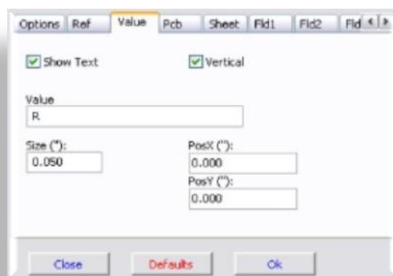 Options Ref Value Pcb Sheet Fld1 Fld2 Fld
Show Text Vertical
Value
R
Size ("): PosX ("):
0.050 0.000
PosY ("):
0.000
Close Defaults Ok